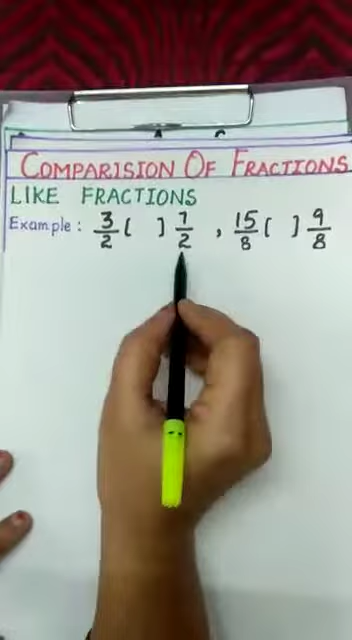 COMPARISION OF FRACTIONS
LIKE FRACTIONS
Example : 3/2 [ ] 7/2 , 15/8 [ ] 9/8